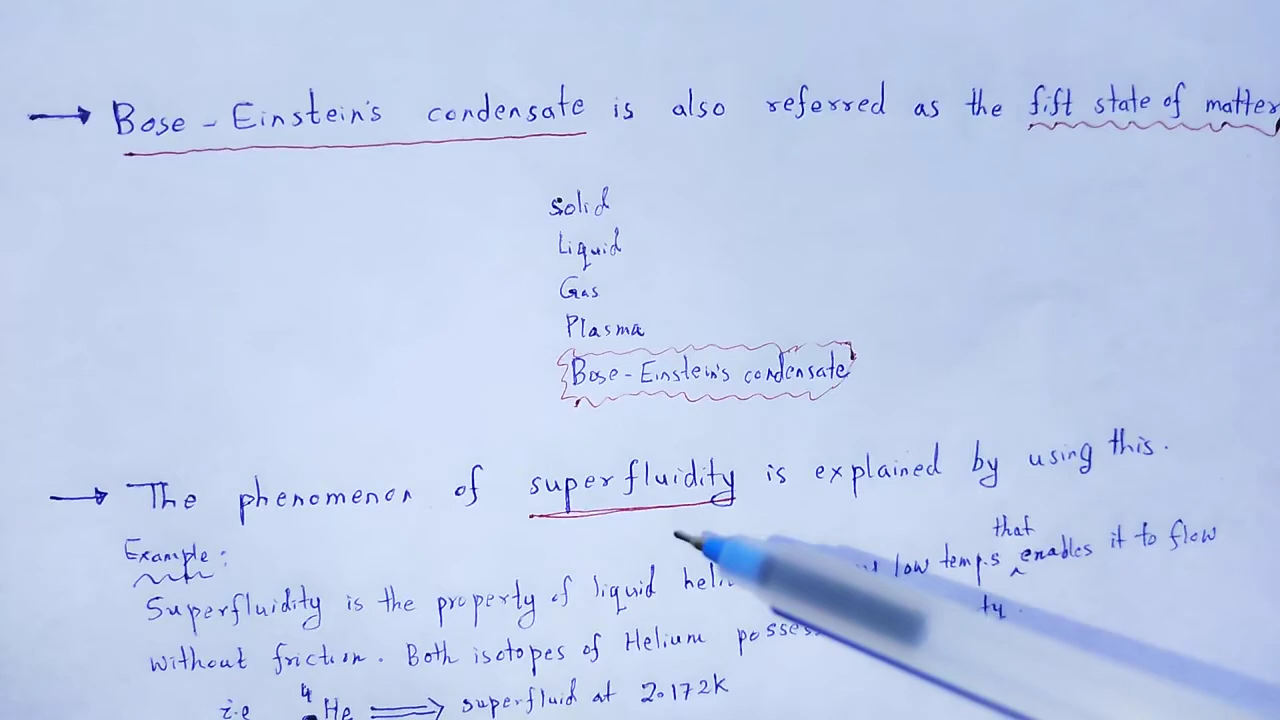 → Bose - Einstein's condensate is also referred as the fift state of matter
Solid
Liquid
Gas
Plasma
Bose - Einstein's condensate
→ The phenomenon of superfluidity is explained by using this.
Example:
that
Superfluidity is the property of liquid low temp.s ^ enables it to flow
without friction. Both isotopes of Helium
i.e 4He ⟹ superfluid at 2.172K